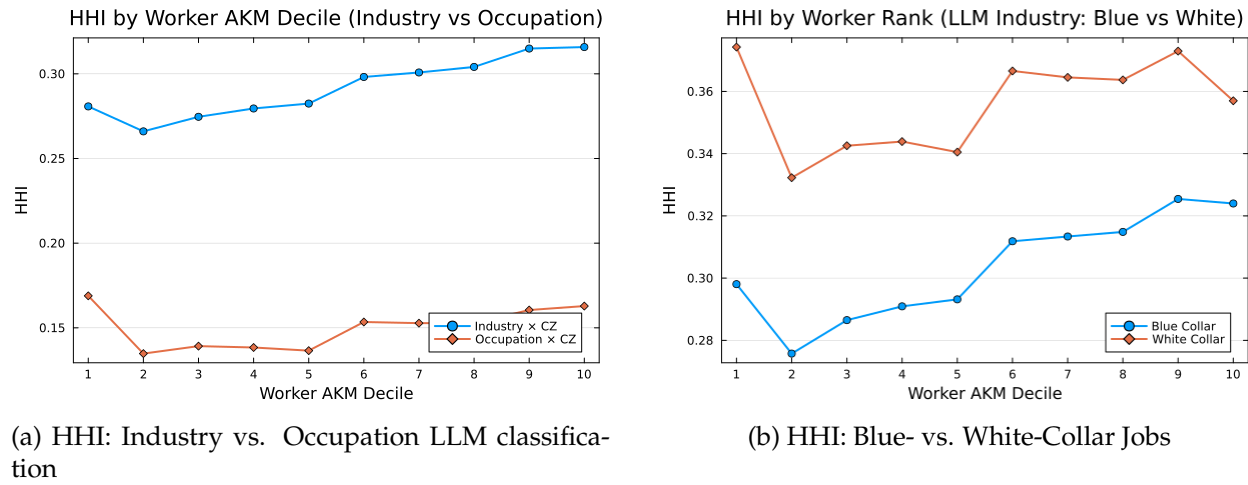 HHI by Worker AKM Decile (Industry vs Occupation)
HHI
0.30
0.25
0.20
0.15
1 2 3 4 5 6 7 8 9 10
Worker AKM Decile
Industry × CZ
Occupation × CZ
(a) HHI: Industry vs. Occupation LLM classifica-
tion
HHI by Worker Rank (LLM Industry: Blue vs White)
HHI
0.36
0.34
0.32
0.30
0.28
1 2 3 4 5 6 7 8 9 10
Worker AKM Decile
Blue Collar
White Collar
(b) HHI: Blue- vs. White-Collar Jobs